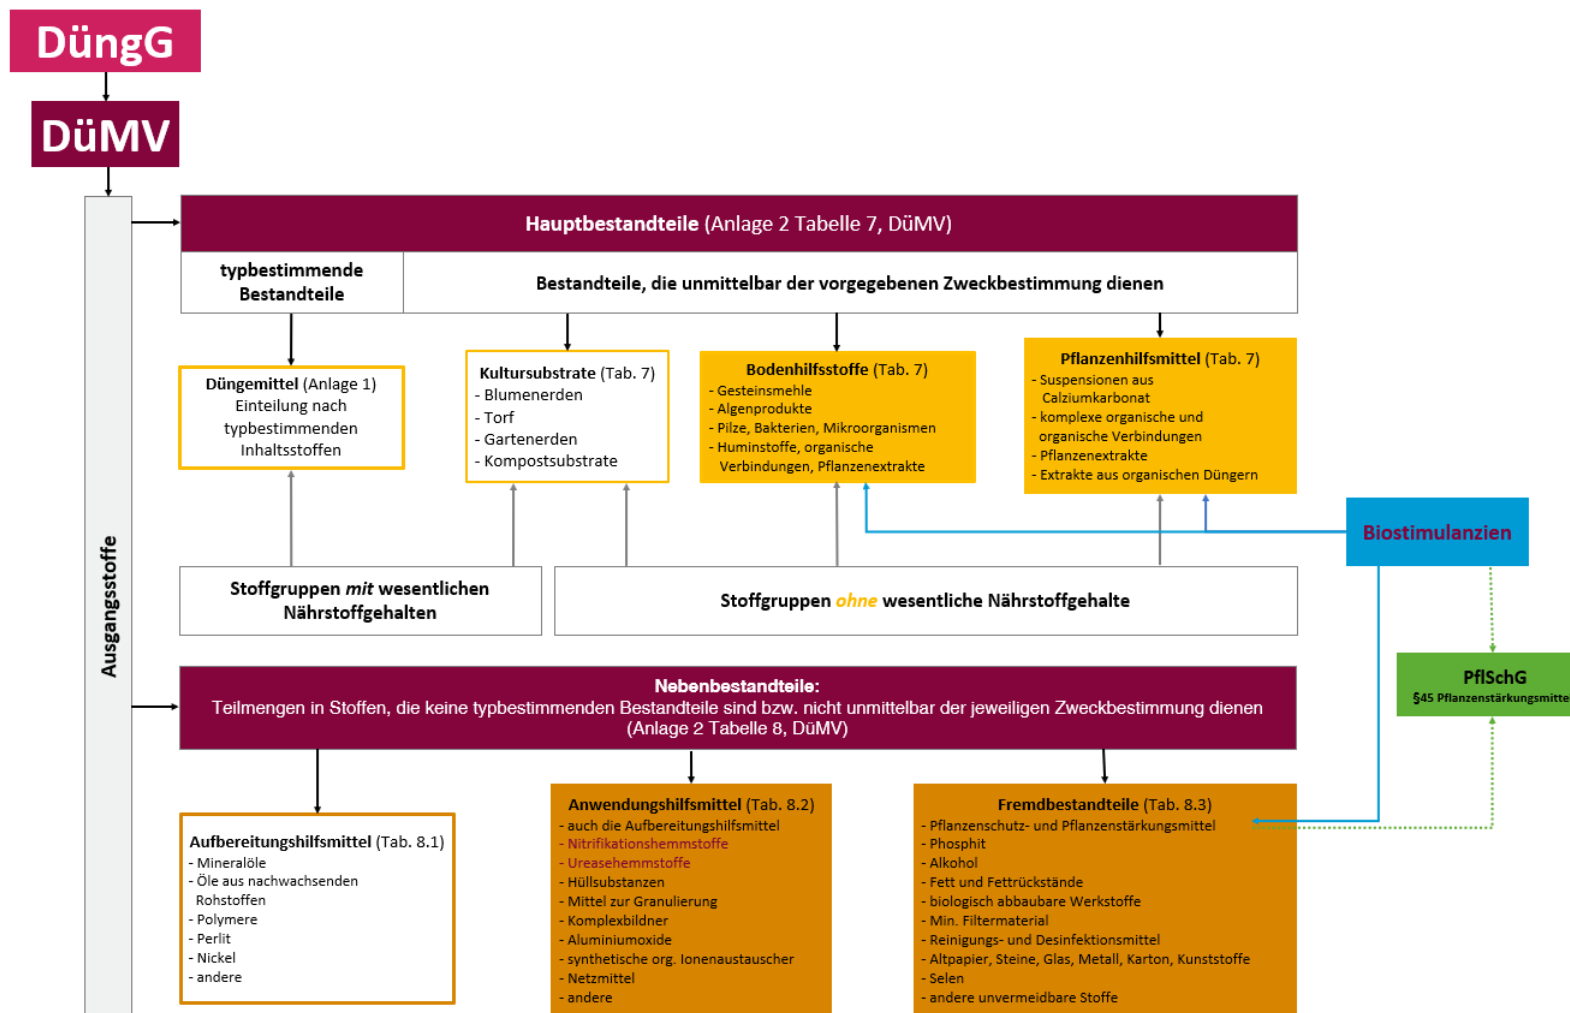 DüngG
DüMV
Ausgangsstoffe
Hauptbestandteile (Anlage 2 Tabelle 7, DüMV)
typbestimmende
Bestandteile
Bestandteile, die unmittelbar der vorgegebenen Zweckbestimmung dienen
Düngemittel (Anlage 1)
Einteilung nach
typbestimmenden
Inhaltsstoffen
Kultursubstrate (Tab. 7)
- Blumenerden
- Torf
- Gartenerden
- Kompostsubstrate
Bodenhilfsstoffe (Tab. 7)
- Gesteinsmehle
- Algenprodukte
- Pilze, Bakterien, Mikroorganismen
- Huminstoffe, organische
Verbindungen, Pflanzenextrakte
Pflanzenhilfsmittel (Tab. 7)
- Suspensionen aus
Calziumkarbonat
- komplexe organische und
organische Verbindungen
- Pflanzenextrakte
- Extrakte aus organischen Düngern
Biostimulanzien
Stoffgruppen mit wesentlichen
Nährstoffgehalten
Stoffgruppen ohne wesentliche Nährstoffgehalte
PflSchG
§45 Pflanzenstärkungsmittel
Nebenbestandteile:
Teilmengen in Stoffen, die keine typbestimmenden Bestandteile sind bzw. nicht unmittelbar der jeweiligen Zweckbestimmung dienen
(Anlage 2 Tabelle 8, DüMV)
Aufbereitungshilfsmittel (Tab. 8.1)
- Mineralöle
- Öle aus nachwachsenden
Rohstoffen
- Polymere
- Perlit
- Nickel
- andere
Anwendungshilfsmittel (Tab. 8.2)
- auch die Aufbereitungshilfsmittel
- Nitrifikationshemmstoffe
- Ureasehemmstoffe
- Hüllsubstanzen
- Mittel zur Granulierung
- Komplexbildner
- Aluminiumoxide
- synthetische org. Ionenaustauscher
- Netzmittel
- andere
Fremdbestandteile (Tab. 8.3)
- Pflanzenschutz- und Pflanzenstärkungsmittel
- Phosphit
- Alkohol
- Fett und Fettrückstände
- biologisch abbaubare Werkstoffe
- Min. Filtermaterial
- Reinigungs- und Desinfektionsmittel
- Altpapier, Steine, Glas, Metall, Karton, Kunststoffe
- Selen
- andere unvermeidbare Stoffe